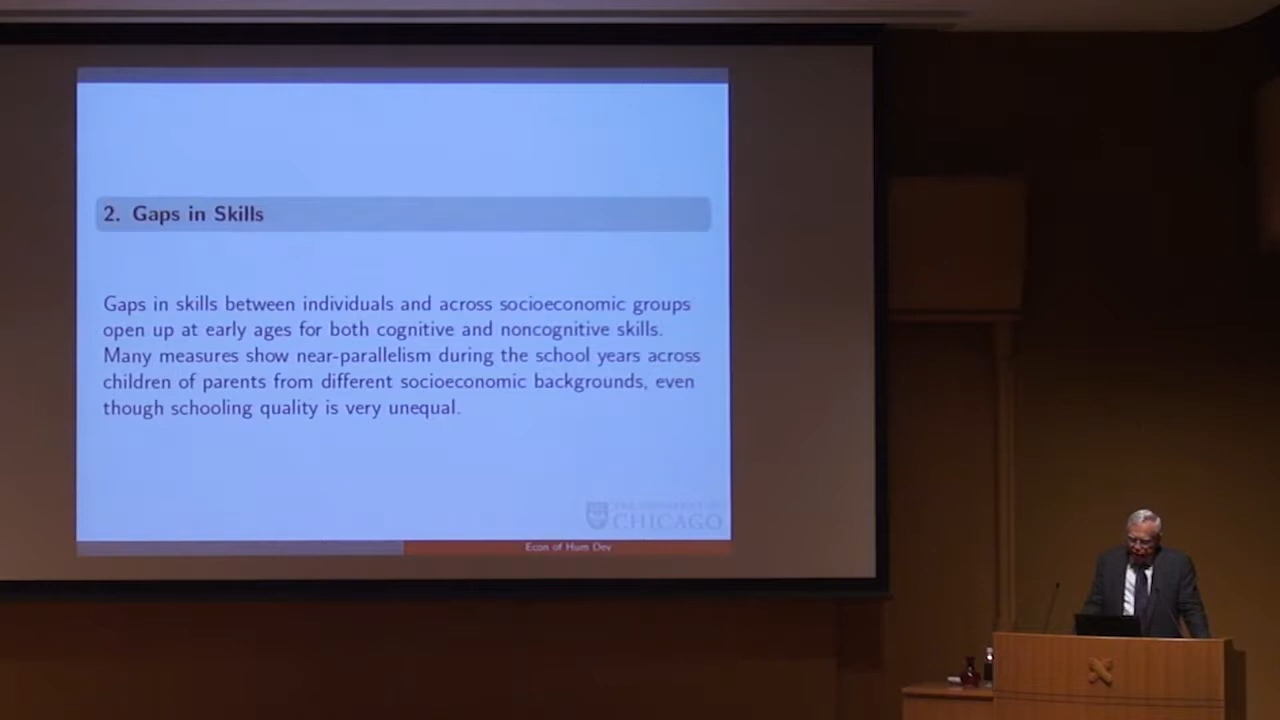 2. Gaps in Skills
Gaps in skills between individuals and across socioeconomic groups
open up at early ages for both cognitive and noncognitive skills.
Many measures show near-parallelism during the school years across
children of parents from different socioeconomic backgrounds, even
though schooling quality is very unequal.
THE UNIVERSITY OF
CHICAGO
Econ of Hum Dev